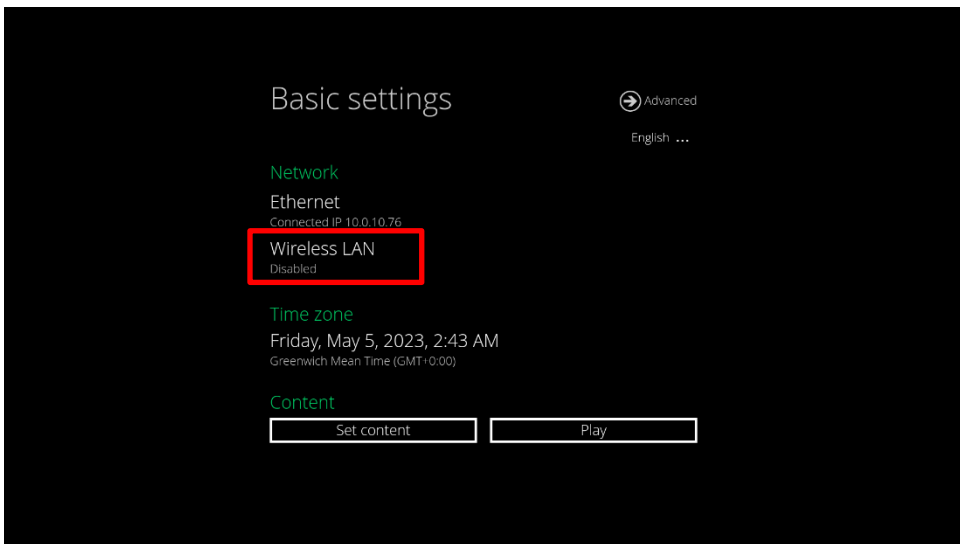 Basic settings
Advanced
English ...
Network
Ethernet
Connected IP 10.0.10.76
Wireless LAN
Disabled
Time zone
Friday, May 5, 2023, 2:43 AM
Greenwich Mean Time (GMT+0:00)
Content
Set content
Play